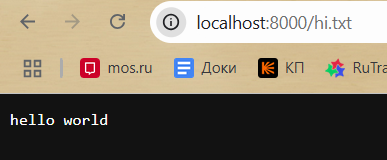 localhost:8000/hi.txt
mos.ru Доки КП RuTra
hello world